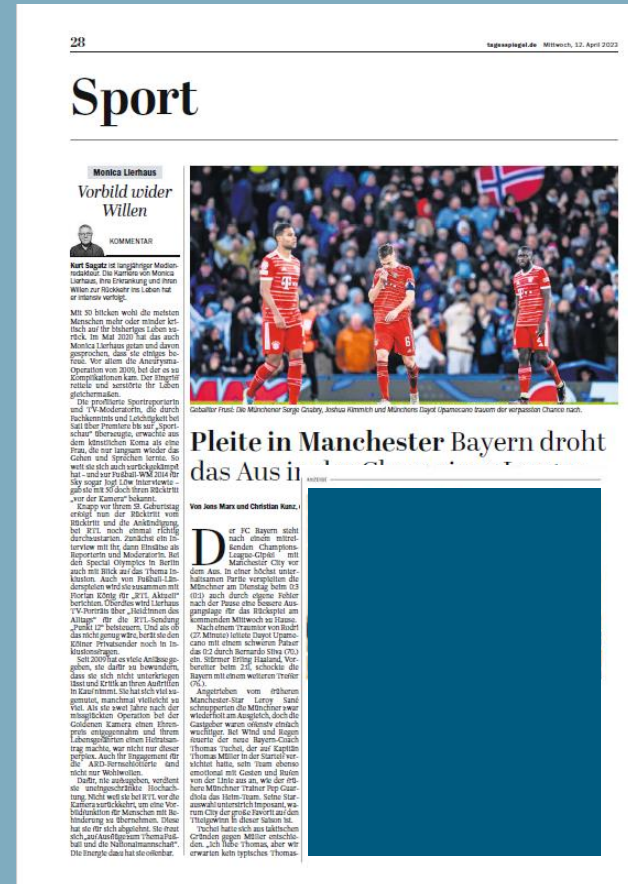 28
tagesspiegel.de Mittwoch, 12. April 2023
Sport
Monica Lierhaus
Vorbild wider
Willen
KOMMENTAR
Kurt Sagatz ist langjähriger Medien-
redakteur. Die Karriere von Monica
Lierhaus, ihre Erkrankung und ihren
Willen zur Rückkehr ins Leben hat
er intensiv verfolgt.
Mit 50 blicken wohl die meisten
Menschen mehr oder minder kri-
tisch auf ihr bisheriges Leben zu-
rück. Im Mai 2020 hat das auch
Monica Lierhaus getan und davon
gesprochen, dass sie einiges be-
reue. Vor allem die Aneurysma-
Operation von 2009, bei der es zu
Komplikationen kam. Der Eingriff
rettete und zerstörte ihr Leben
gleichermaßen.
Die profilierte Sportreporterin
und TV-Moderatorin, die durch
Fachkenntnis und Leichtigkeit bei
Sat1 über Premiere bis zur „Sport-
schau“ überzeugte, erwachte aus
dem künstlichen Koma als eine
Frau, die nur langsam wieder das
Gehen und Sprechen lernte. So
weit sie sich auch zurückgekämpft
hat – und zur Fußball-WM 2014 für
Sky sogar Jogi Löw interviewte –
gab sie mit 50 doch ihren Rücktritt
„vor der Kamera“ bekannt.
Knapp vor ihrem 53. Geburtstag
erfolgt nun der Rücktritt vom
Rücktritt und die Ankündigung,
bei RTL noch einmal richtig
durchzustarten. Zunächst ein In-
terview mit ihr, dann Einsätze als
Reporterin und Moderatorin. Bei
den Special Olympics in Berlin
auch mit Blick auf das Thema In-
klusion. Auch von Fußball-Län-
derspielen wird sie zusammen mit
Florian König für „RTL Aktuell“
berichten. Überdies wird Lierhaus
TV-Porträts über „Held:innen des
Alltags“ für die RTL-Sendung
„Punkt 12“ beisteuern. Und als ob
das nicht genug wäre, berät sie den
Kölner Privatsender noch in In-
klusionsfragen.
Seit 2009 hat es viele Anlässe ge-
geben, sie dafür zu bewundern,
dass sie sich nicht unterkriegen
lässt und Kritik an ihren Auftritten
in Kauf nimmt. Sie hat sich viel zu-
gemutet, manchmal vielleicht zu
viel. Als sie zwei Jahre nach der
missglückten Operation bei der
Goldenen Kamera einen Ehren-
preis entgegennahm und ihrem
Lebensgefährten einen Heiratsan-
trag machte, war nicht nur dieser
perplex. Auch ihr Engagement für
die ARD-Fernsehlotterie fand
nicht nur Wohlwollen.
Dafür, nie aufzugeben, verdient
sie uneingeschränkte Hochach-
tung. Nicht weil sie bei RTL vor die
Kamera zurückkehrt, um eine Vor-
bildfunktion für Menschen mit Be-
hinderung zu übernehmen. Diese
hat sie für sich abgelehnt. Sie freut
sich „auf Ausflüge zum Thema Fuß-
ball und die Nationalmannschaft“.
Die Energie dazu hat sie offenbar.
Geballter Frust: Die Münchener Serge Gnabry, Joshua Kimmich und Münchens Dayot Upamecano trauern der verpassten Chance nach.
Pleite in Manchester Bayern droht
das Aus
ANZEIGE
Von Jens Marx und Christian Kunz,
Der FC Bayern steht
nach einem mitrei-
ßenden Champions-
League-Gipfel mit
Manchester City vor
dem Aus. In einer höchst unter-
haltsamen Partie verspielten die
Münchner am Dienstag beim 0:3
(0:1) auch durch eigene Fehler
nach der Pause eine bessere Aus-
gangslage für das Rückspiel am
kommenden Mittwoch zu Hause.
Nach einem Traumtor von Rodri
(27. Minute) leitete Dayot Upame-
cano mit einem schweren Patzer
das 0:2 durch Bernardo Silva (70.)
ein. Stürmer Erling Haaland, Vor-
bereiter beim 2:0, schockte die
Bayern mit einem weiteren Treffer
(76.).
Angetrieben vom früheren
Manchester-Star Leroy Sané
schnupperten die Münchner zwar
wiederholt am Ausgleich, doch die
Gastgeber waren offensiv einfach
wuchtiger. Bei Wind und Regen
feuerte der neue Bayern-Coach
Thomas Tuchel, der auf Kapitän
Thomas Müller in der Startelf ver-
zichtet hatte, sein Team ebenso
emotional mit Gesten und Rufen
von der Linie aus an, wie der frü-
here Münchner Trainer Pep Guar-
diola das Heim-Team. Seine Star-
auswahl unterstrich imposant, wa-
rum City der große Favorit auf den
Titelgewinn in dieser Saison ist.
Tuchel hatte sich aus taktischen
Gründen gegen Müller entschie-
den. „Ich liebe Thomas, aber wir
erwarten kein typisches Thomas-